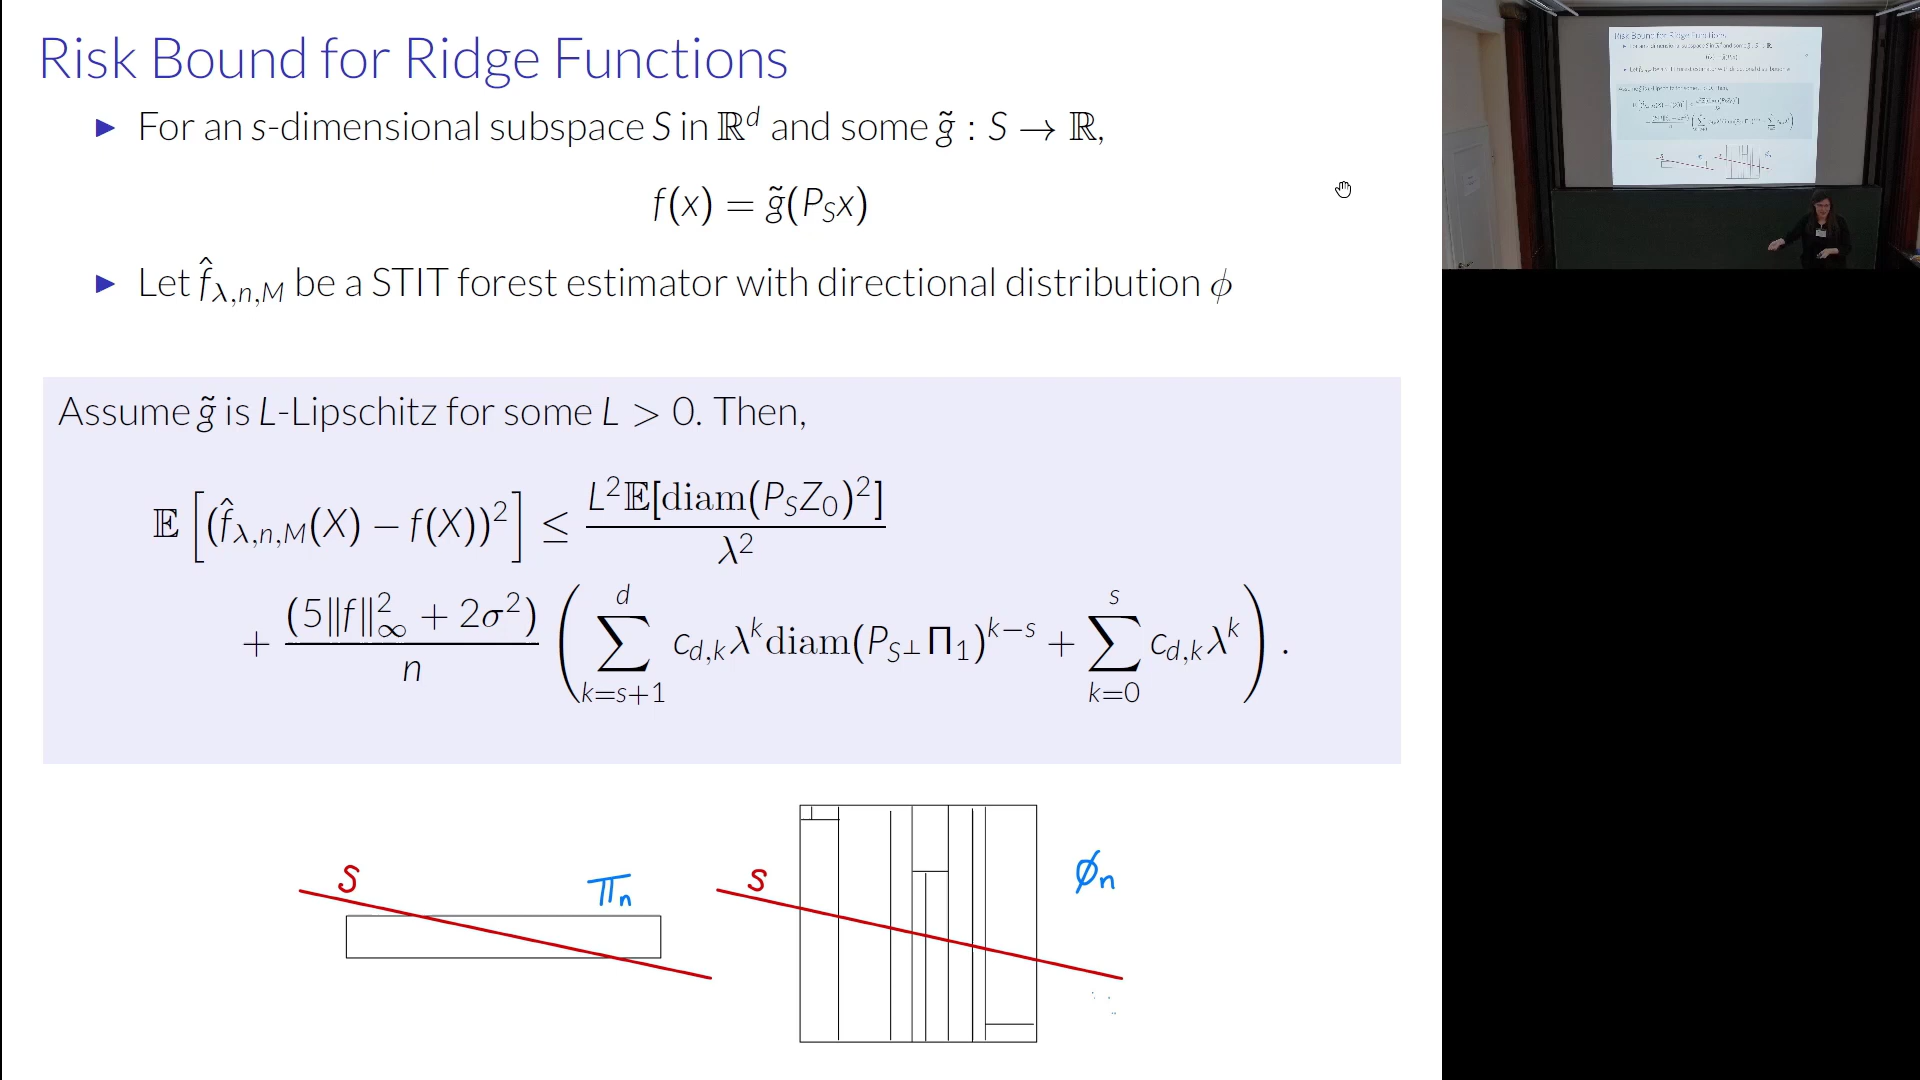 Risk Bound for Ridge Functions
▶ For an s-dimensional subspace S in ℝ^d and some g̃ : S → ℝ,
f(x) = g̃(P_S x)
▶ Let f̂_{λ,n,M} be a STIT forest estimator with directional distribution ϕ
Assume g̃ is L-Lipschitz for some L > 0. Then,
𝔼[(f̂_{λ,n,M}(X) − f(X))²] ≤ L²𝔼[diam(P_S Z_0)²] / λ²
+ (5‖f‖²_∞ + 2σ²) / n ( ∑_{k=s+1}^{d} c_{d,k} λ^k diam(P_{S^⊥} Π_1)^{k−s} + ∑_{k=0}^{s} c_{d,k} λ^k ) .
S Π_n S ϕ_n